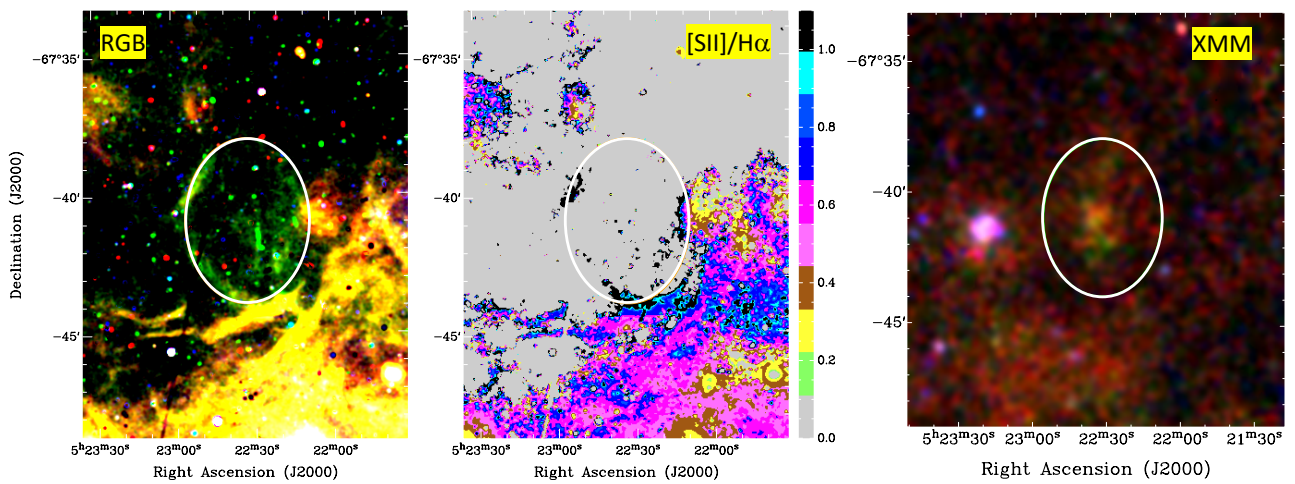 RGB
[SII]/Hα
XMM
−67°35′
−40′
−45′
Declination (J2000)
5ʰ23ᵐ30ˢ 23ᵐ00ˢ 22ᵐ30ˢ 22ᵐ00ˢ
Right Ascension (J2000)
−67°35′
−40′
−45′
5ʰ23ᵐ30ˢ 23ᵐ00ˢ 22ᵐ30ˢ 22ᵐ00ˢ
Right Ascension (J2000)
1.0
0.8
0.6
0.4
0.2
0.0
−67°35′
−40′
−45′
5ʰ23ᵐ30ˢ 23ᵐ00ˢ 22ᵐ30ˢ 22ᵐ00ˢ 21ᵐ30ˢ
Right Ascension (J2000)